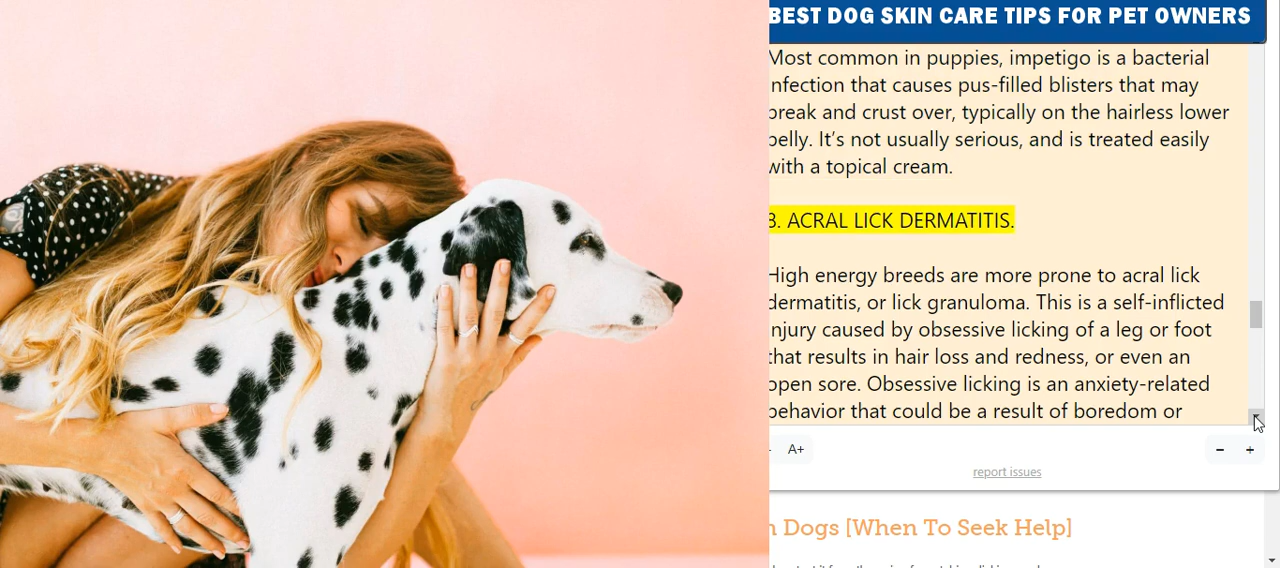 BEST DOG SKIN CARE TIPS FOR PET OWNERS
Most common in puppies, impetigo is a bacterial
infection that causes pus-filled blisters that may
break and crust over, typically on the hairless lower
belly. It’s not usually serious, and is treated easily
with a topical cream.
8. ACRAL LICK DERMATITIS.
High energy breeds are more prone to acral lick
dermatitis, or lick granuloma. This is a self-inflicted
injury caused by obsessive licking of a leg or foot
that results in hair loss and redness, or even an
open sore. Obsessive licking is an anxiety-related
behavior that could be a result of boredom or
A+ - +
report issues
Dogs [When To Seek Help]